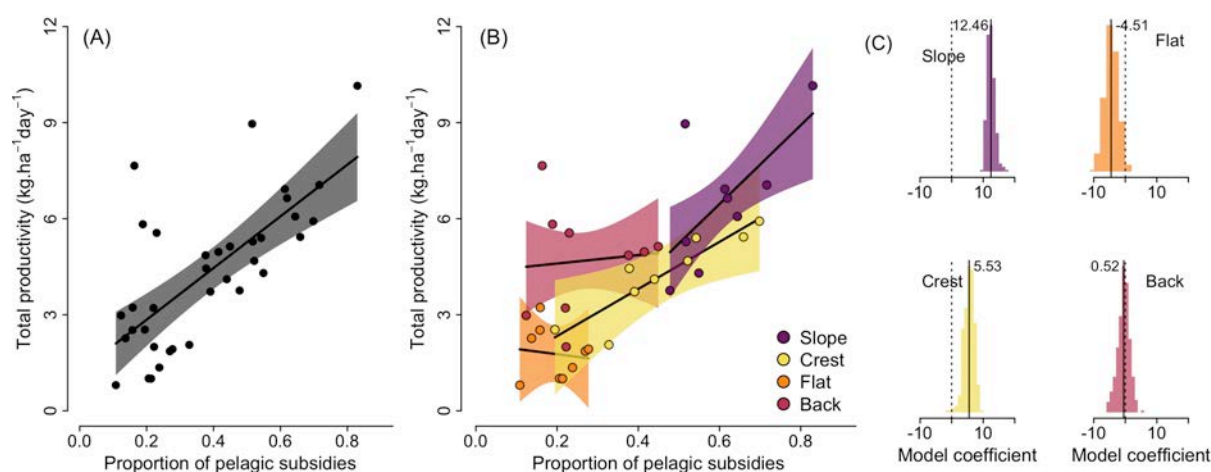 (A)
Total productivity (kg.ha⁻¹day⁻¹)
12
9
6
3
0
0.0 0.2 0.4 0.6 0.8
Proportion of pelagic subsidies
(B)
Total productivity (kg.ha⁻¹day⁻¹)
12
9
6
3
0
Slope
Crest
Flat
Back
0.0 0.2 0.4 0.6 0.8
Proportion of pelagic subsidies
(C)
12.46
Slope
-10 10
-4.51
Flat
-10 10
5.53
Crest
-10 10
Model coefficient
0.52
Back
-10 10
Model coefficient